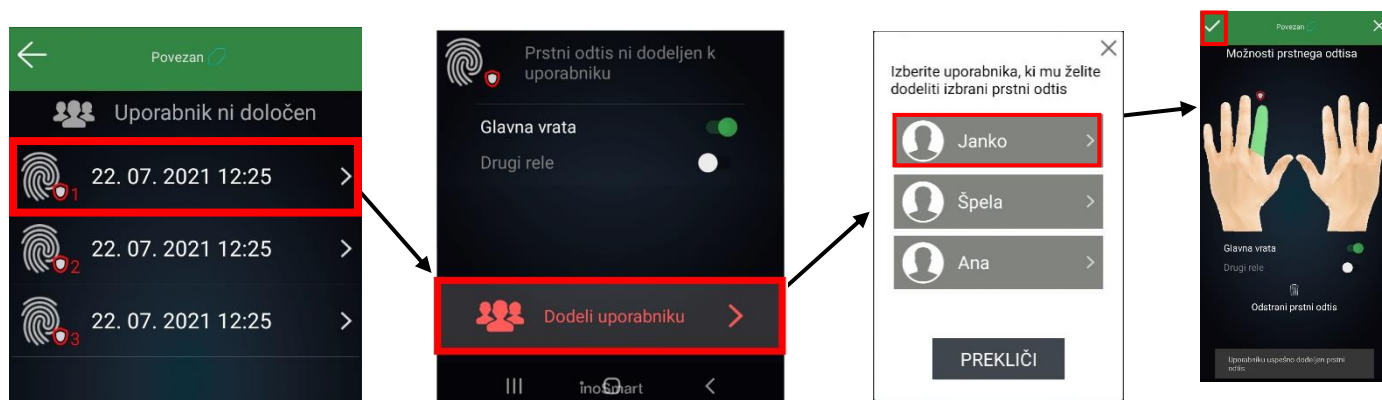 Povezan
Uporabnik ni določen
22. 07. 2021 12:25
1
22. 07. 2021 12:25
2
22. 07. 2021 12:25
3
Prstni odtis ni dodeljen k
uporabniku
Glavna vrata
Drugi rele
Dodeli uporabniku
inoSmart
Izberite uporabnika, ki mu želite
dodeliti izbrani prstni odtis
Janko
Špela
Ana
PREKLIČI
Povezan
Možnosti prstnega odtisa
Glavna vrata
Drugi rele
Odstrani prstni odtis
Uporabniku uspešno dodeljen prstni
odtis